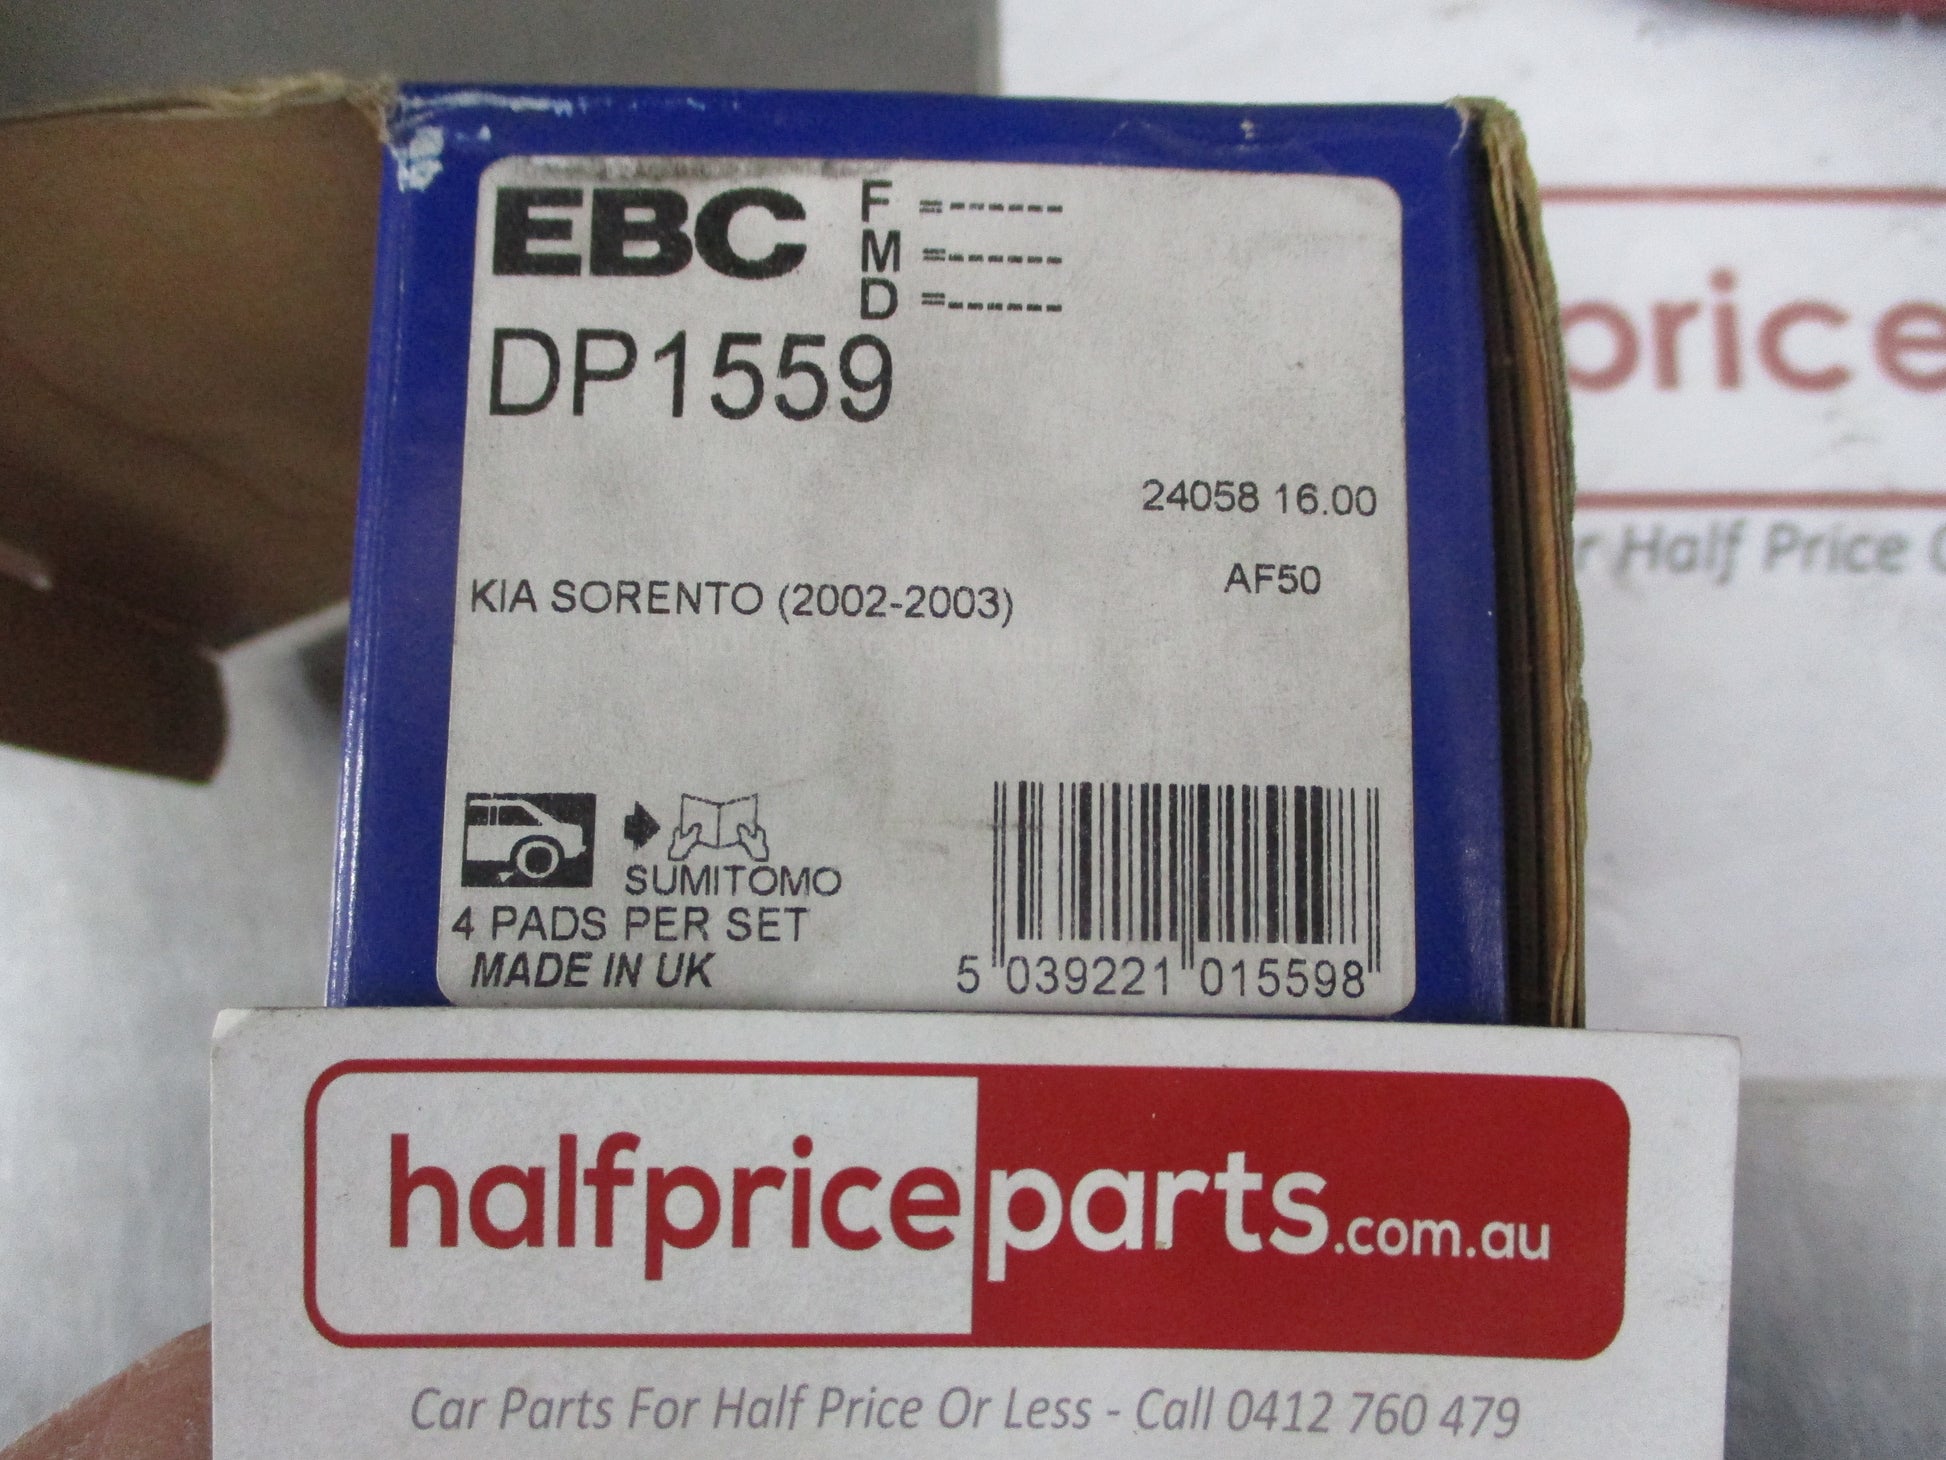 EBC
F =------
M =------
D =------
DP1559
24058 16.00
KIA SORENTO (2002-2003)
AF50
SUMITOMO
4 PADS PER SET
MADE IN UK
5 039221 015598
price
r Half Price
halfpriceparts.com.au
Car Parts For Half Price Or Less - Call 0412 760 479